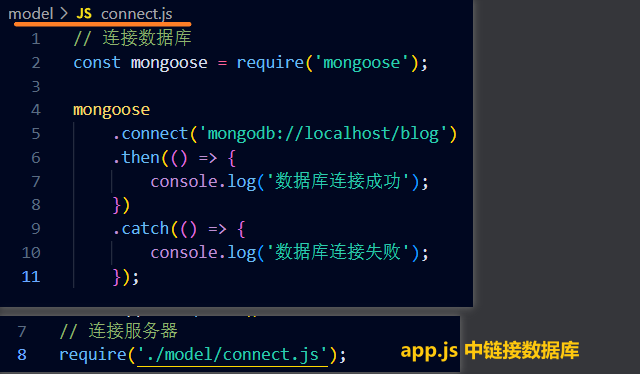 model > JS connect.js
1 // 连接数据库
2 const mongoose = require('mongoose');
3
4 mongoose
5 .connect('mongodb://localhost/blog')
6 .then(() => {
7 console.log('数据库连接成功');
8 })
9 .catch(() => {
10 console.log('数据库连接失败');
11 });
7 // 连接服务器
8 require('./model/connect.js');
app.js 中链接数据库